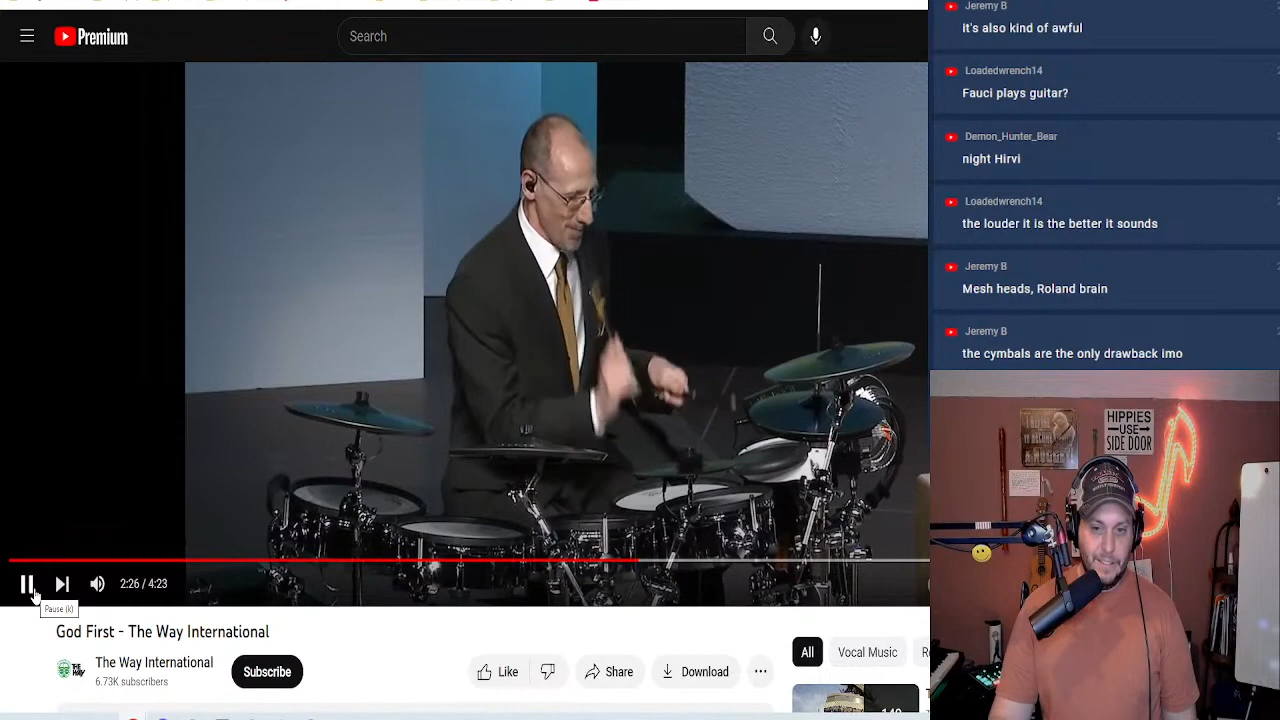 Premium
Search
2:26 / 4:23
Pause (k)
God First - The Way International
The Way International
6.73K subscribers
Subscribe
Like
Share
Download
All
Vocal Music
Jeremy B
it's also kind of awful
Loadedwrench14
Fauci plays guitar?
Demon_Hunter_Bear
night Hirvi
Loadedwrench14
the louder it is the better it sounds
Jeremy B
Mesh heads, Roland brain
Jeremy B
the cymbals are the only drawback imo
HIPPIES
USE
SIDE
DOOR